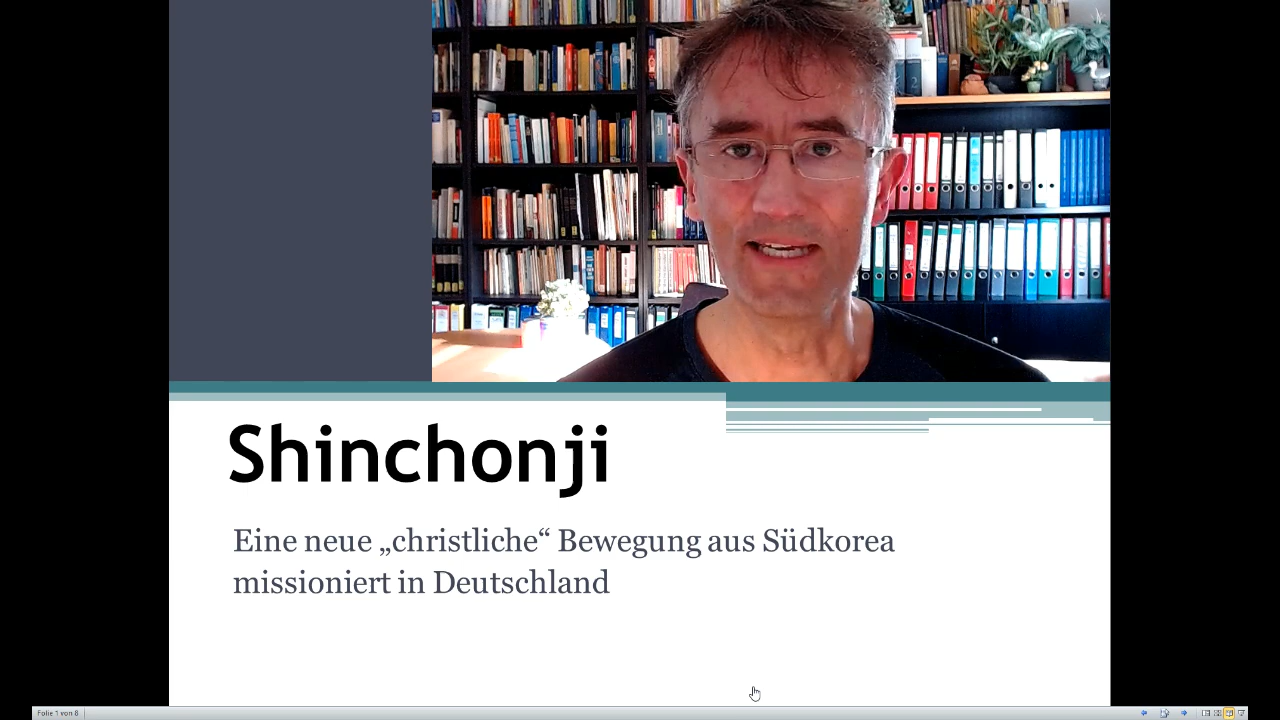 Shinchonji
Eine neue „christliche“ Bewegung aus Südkorea
missioniert in Deutschland
Folie 1 von 8